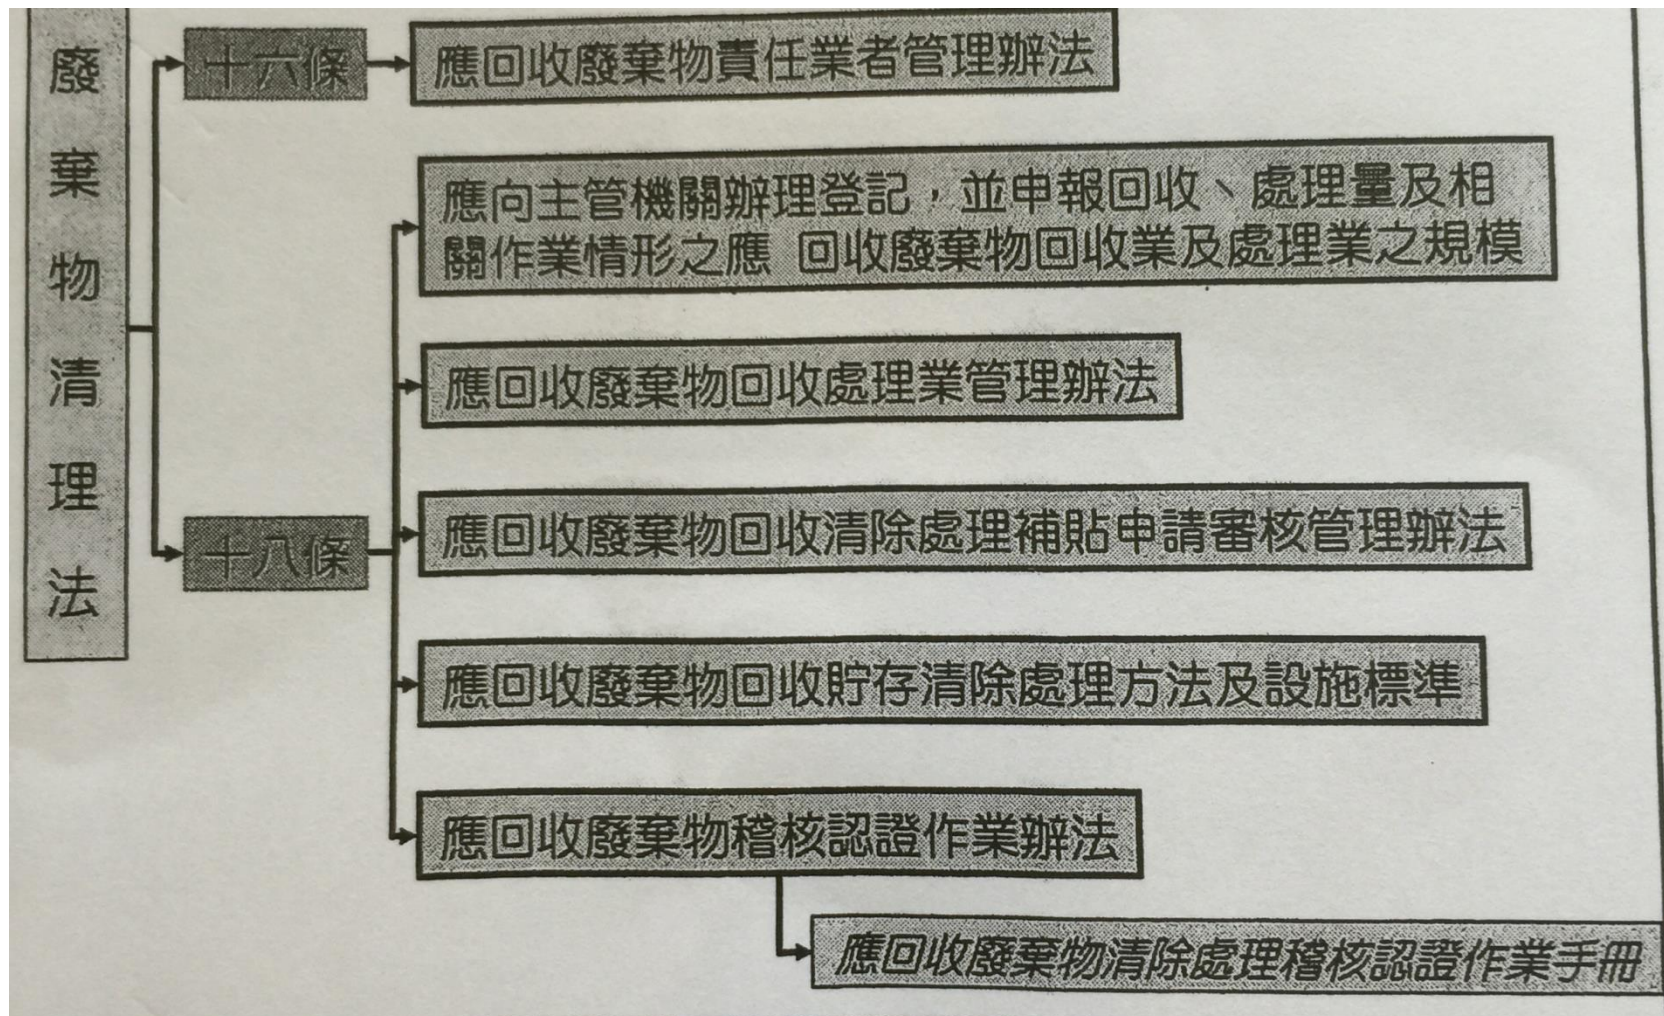 廢棄物清理法
十六條
應回收廢棄物責任業者管理辦法
十八條
應向主管機關辦理登記，並申報回收、處理量及相
關作業情形之應 回收廢棄物回收業及處理業之規模
應回收廢棄物回收處理業管理辦法
應回收廢棄物回收清除處理補貼申請審核管理辦法
應回收廢棄物回收貯存清除處理方法及設施標準
應回收廢棄物稽核認證作業辦法
應回收廢棄物清除處理稽核認證作業手冊